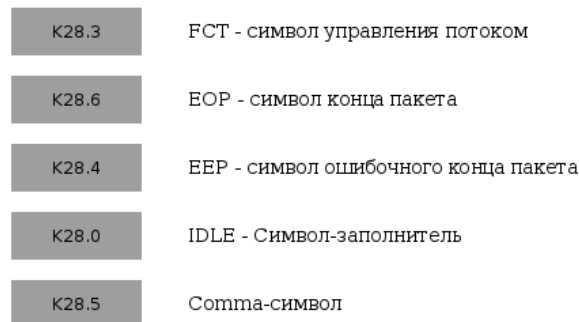 K28.3 FCT - символ управления потоком
K28.6 EOP - символ конца пакета
K28.4 EEP - символ ошибочного конца пакета
K28.0 IDLE - Символ-заполнитель
K28.5 Comma-символ